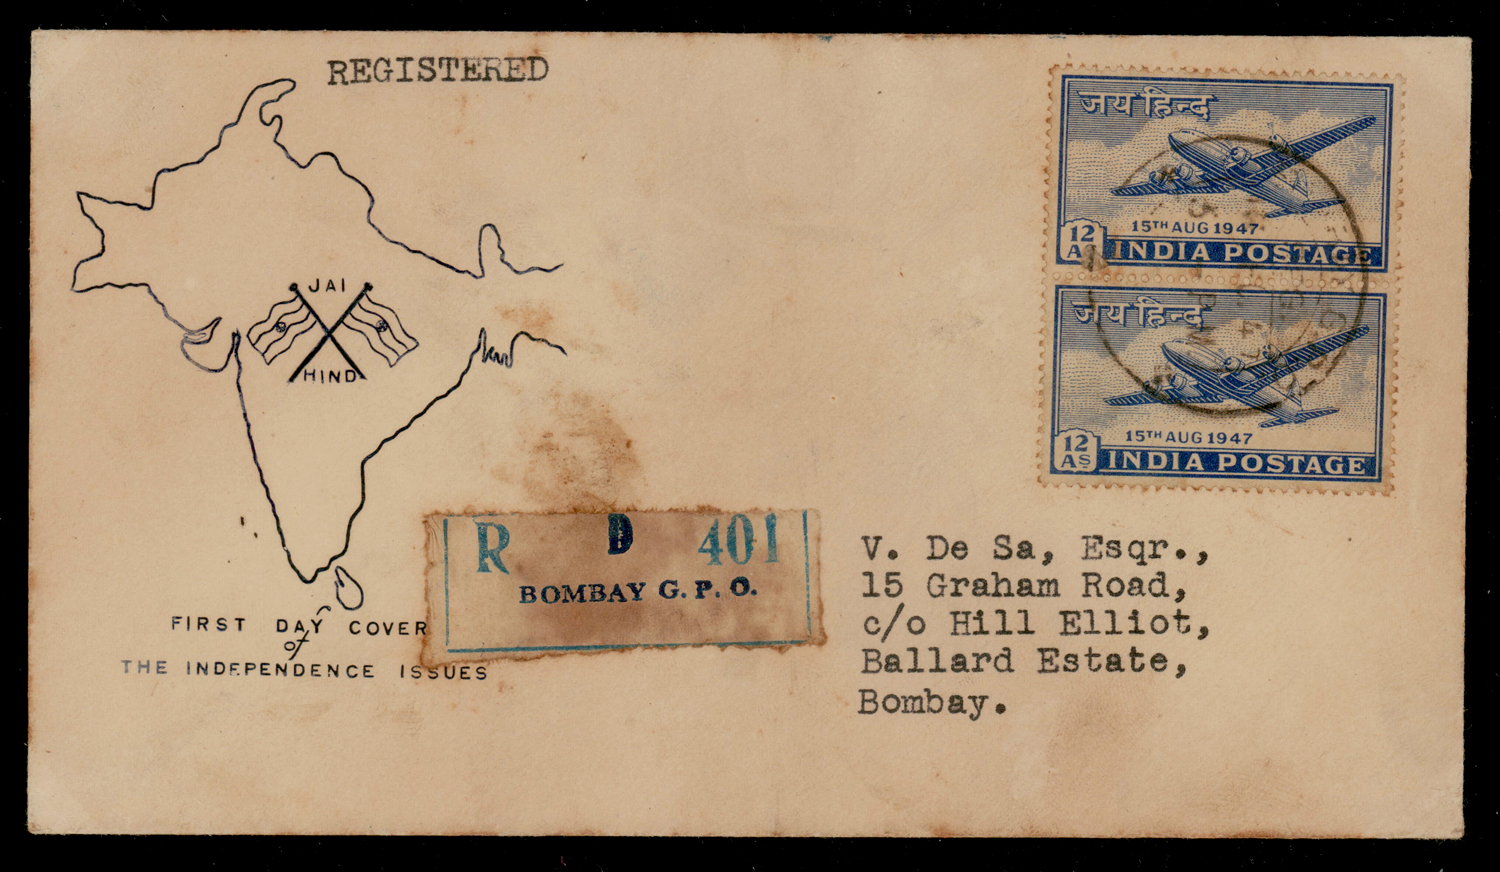 REGISTERED
JAI
HIND
FIRST DAY COVER
of
THE INDEPENDENCE ISSUES
R D 401
BOMBAY G. P. O.
जय हिन्द
15TH AUG 1947
12
INDIA POSTAGE
जय हिन्द
15TH AUG 1947
12
AS INDIA POSTAGE
V. De Sa, Esqr.,
15 Graham Road,
c/o Hill Elliot,
Ballard Estate,
Bombay.